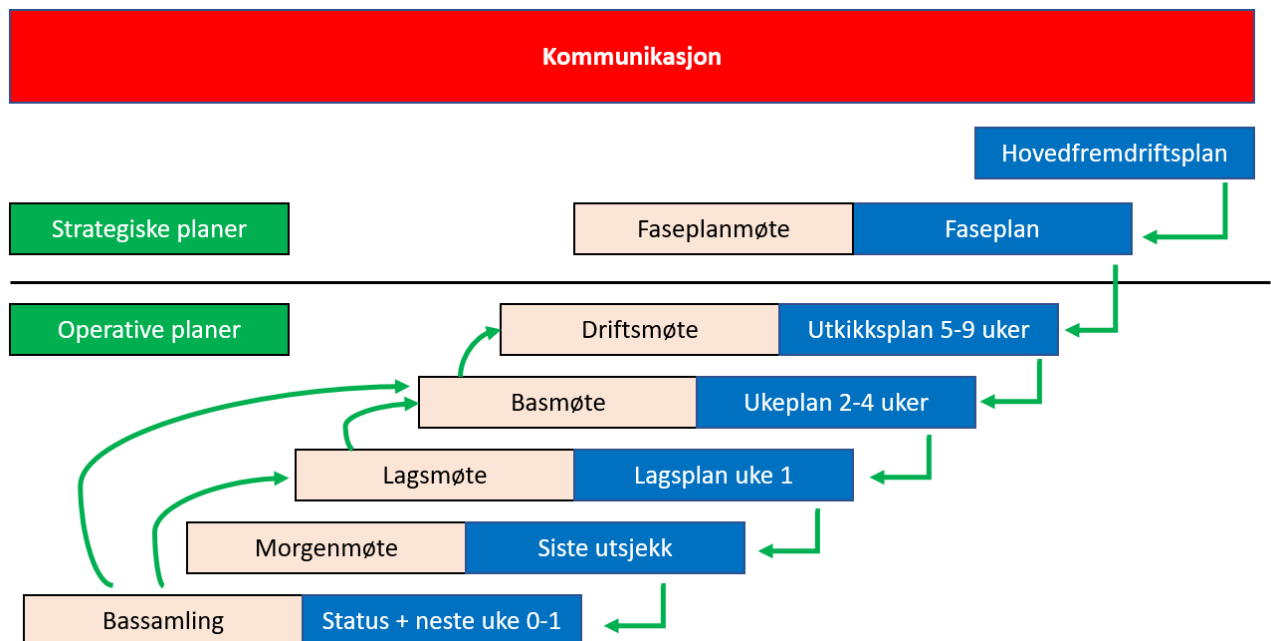 Kommunikasjon
Hovedfremdriftsplan
Strategiske planer
Faseplanmøte
Faseplan
Operative planer
Driftsmøte
Utkikksplan 5-9 uker
Basmøte
Ukeplan 2-4 uker
Lagsmøte
Lagsplan uke 1
Morgenmøte
Siste utsjekk
Bassamling
Status + neste uke 0-1